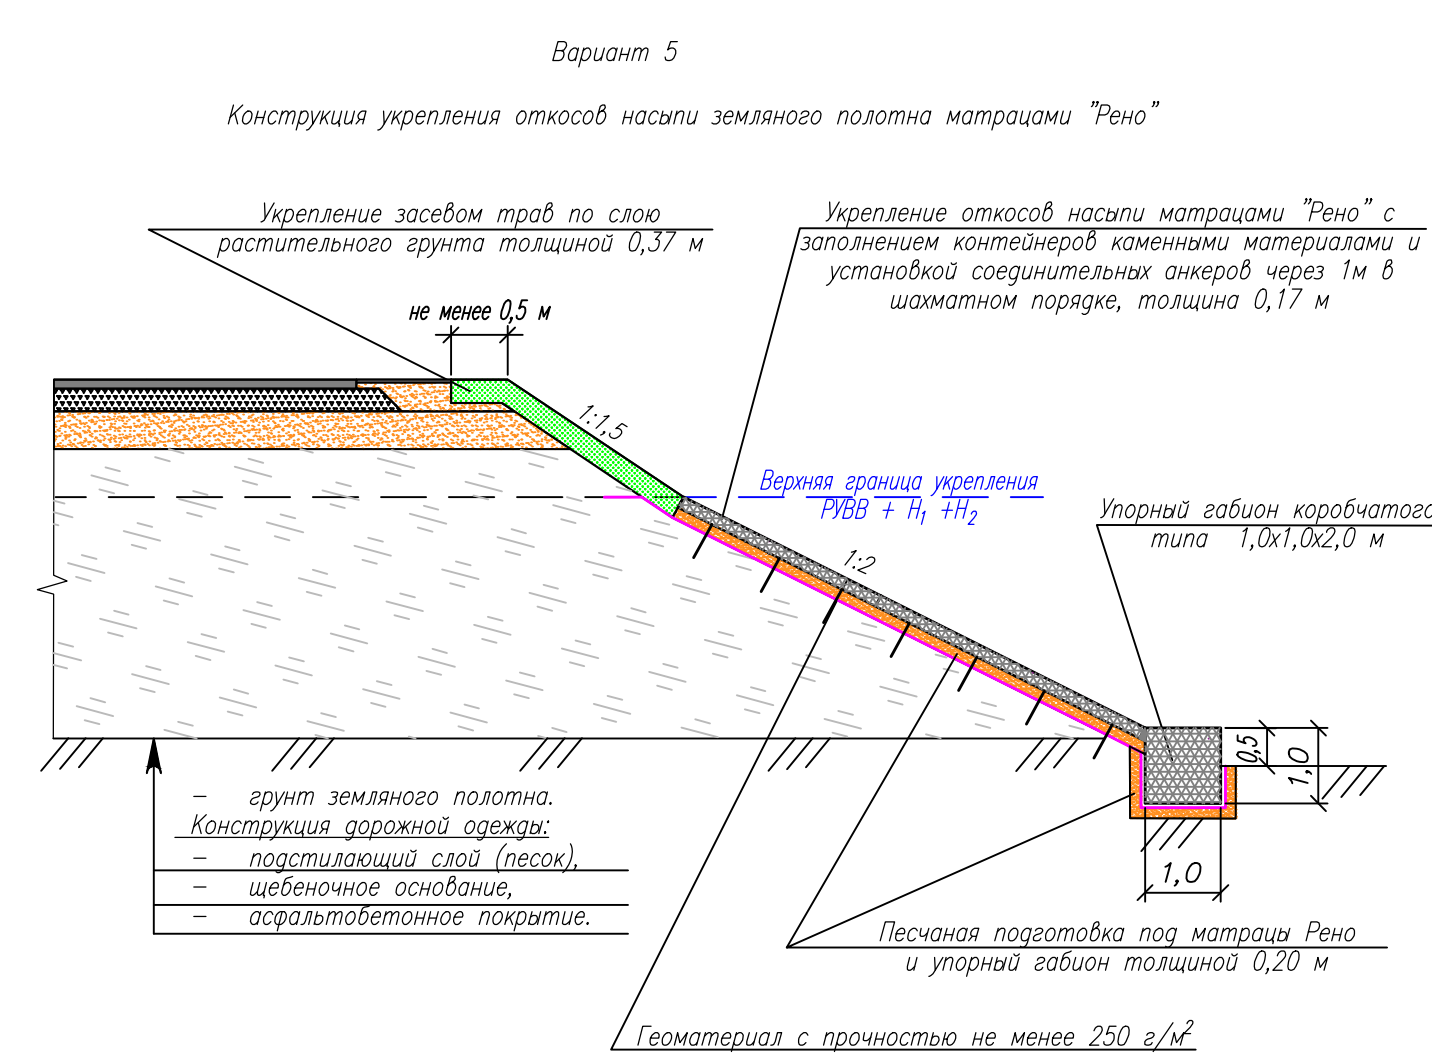 Вариант 5
Конструкция укрепления откосов насыпи земляного полотна матрацами "Рено"
Укрепление засевом трав по слою
растительного грунта толщиной 0,37 м
Укрепление откосов насыпи матрацами "Рено" с
заполнением контейнеров каменными материалами и
установкой соединительных анкеров через 1м в
шахматном порядке, толщина 0,17 м
не менее 0,5 м
1:1,5
Верхняя граница укрепления
РУВВ + H₁ +H₂
Упорный габион коробчатого
типа 1,0х1,0х2,0 м
1:2
0,5
1,0
1,0
– грунт земляного полотна.
Конструкция дорожной одежды:
– подстилающий слой (песок),
– щебеночное основание,
– асфальтобетонное покрытие.
Песчаная подготовка под матрацы Рено
и упорный габион толщиной 0,20 м
Геоматериал с прочностью не менее 250 г/м²